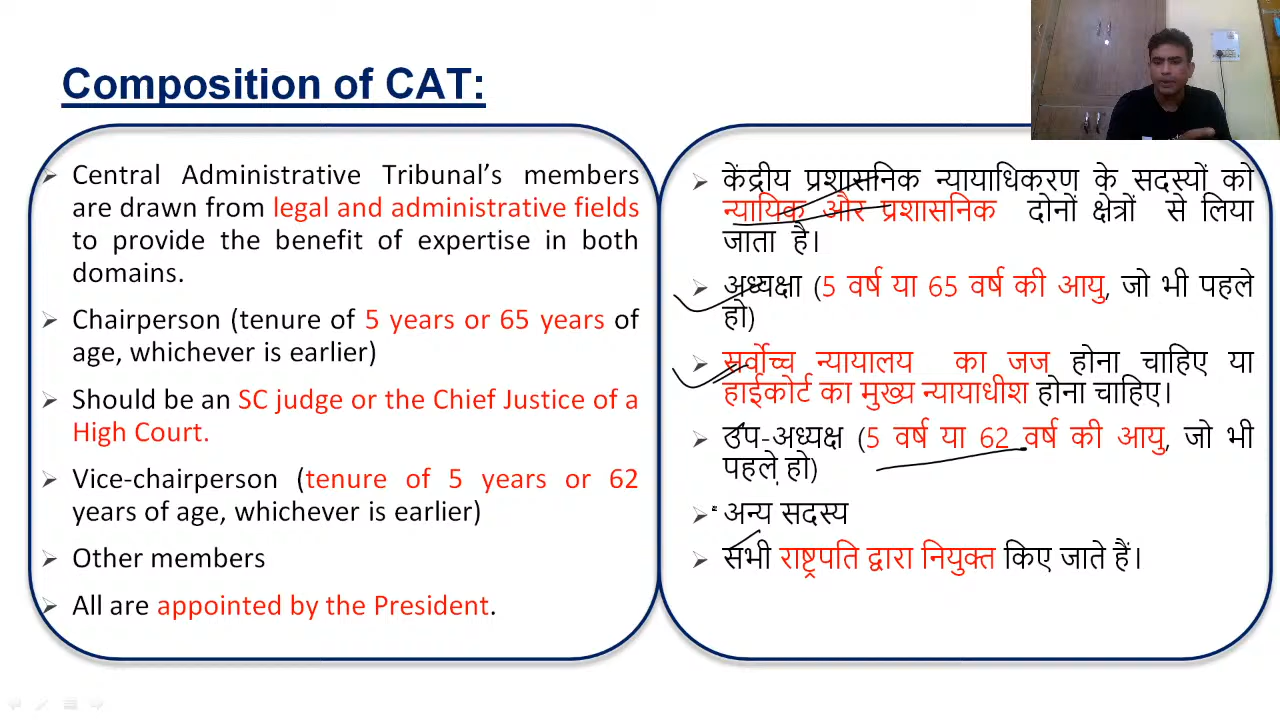 Composition of CAT:
Central Administrative Tribunal's members
are drawn from legal and administrative fields
to provide the benefit of expertise in both
domains.
Chairperson (tenure of 5 years or 65 years of
age, whichever is earlier)
Should be an SC judge or the Chief Justice of a
High Court.
Vice-chairperson (tenure of 5 years or 62
years of age, whichever is earlier)
Other members
All are appointed by the President.
केंद्रीय प्रशासनिक न्यायाधिकरण के सदस्यों को
न्यायिक और प्रशासनिक दोनों क्षेत्रों से लिया
जाता है।
अध्यक्षा (5 वर्ष या 65 वर्ष की आयु, जो भी पहले
हो)
सर्वोच्च न्यायालय का जज होना चाहिए या
हाईकोर्ट का मुख्य न्यायाधीश होना चाहिए।
उप-अध्यक्ष (5 वर्ष या 62 वर्ष की आयु, जो भी
पहले हो)
अन्य सदस्य
सभी राष्ट्रपति द्वारा नियुक्त किए जाते हैं।